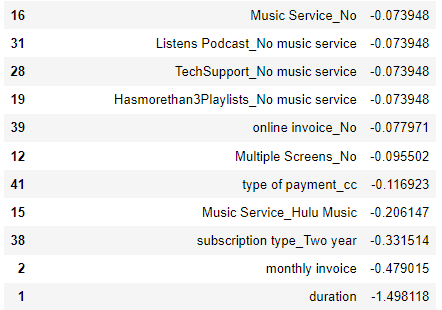 16 Music Service_No -0.073948
31 Listens Podcast_No music service -0.073948
28 TechSupport_No music service -0.073948
19 Hasmorethan3Playlists_No music service -0.073948
39 online invoice_No -0.077971
12 Multiple Screens_No -0.095502
41 type of payment_cc -0.116923
15 Music Service_Hulu Music -0.206147
38 subscription type_Two year -0.331514
2 monthly invoice -0.479015
1 duration -1.498118